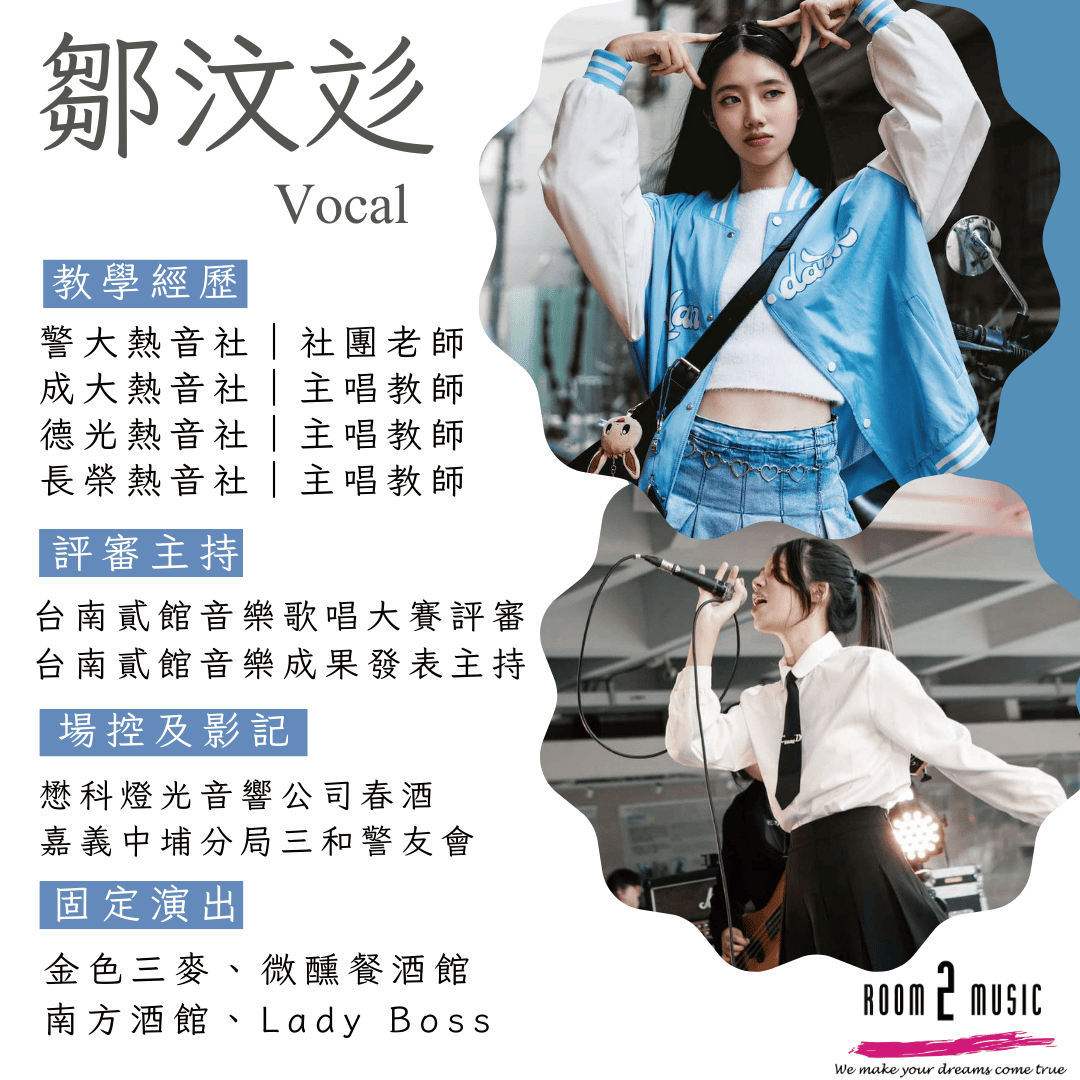 鄒汶彣
Vocal
教學經歷
警大熱音社｜社團老師
成大熱音社｜主唱教師
德光熱音社｜主唱教師
長榮熱音社｜主唱教師
評審主持
台南貳館音樂歌唱大賽評審
台南貳館音樂成果發表主持
場控及影記
懋科燈光音響公司春酒
嘉義中埔分局三和警友會
固定演出
金色三麥、微醺餐酒館
南方酒館、Lady Boss
ROOM 2 MUSIC
We make your dreams come true